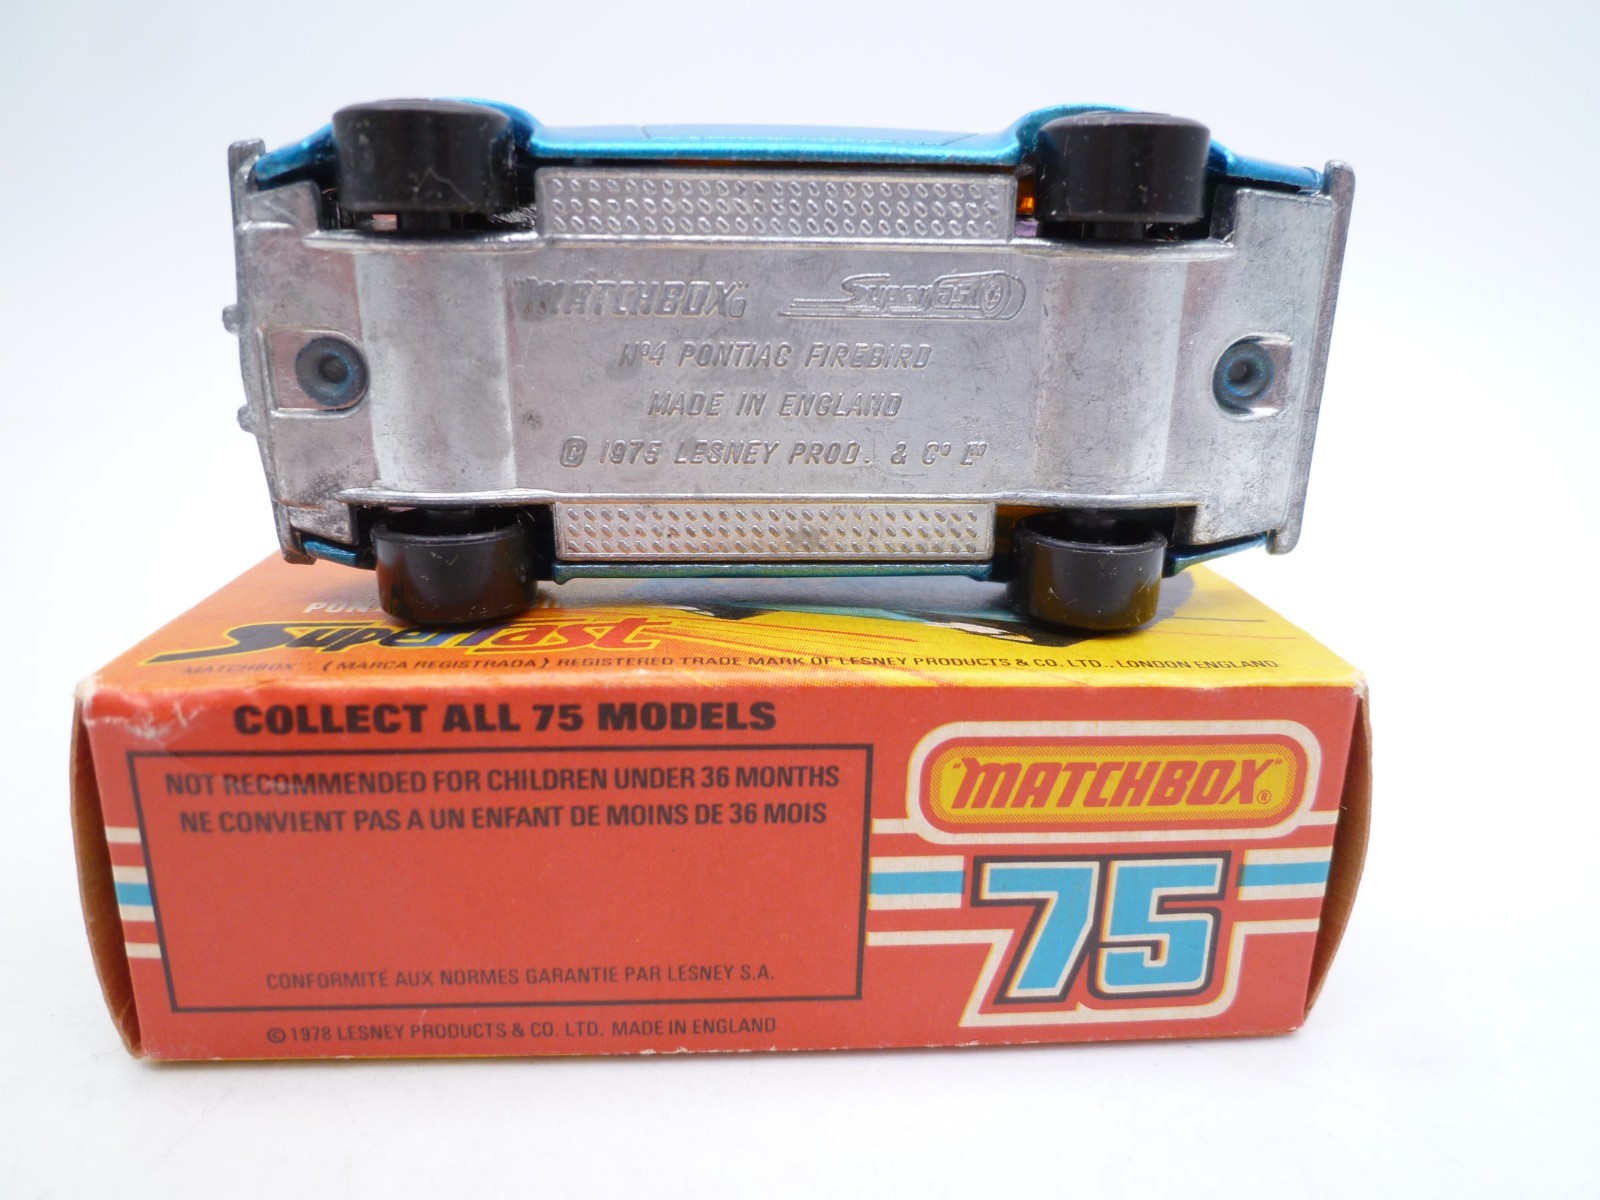 "MATCHBOX" SuperFast
Nº4 PONTIAC FIREBIRD
MADE IN ENGLAND
© 1975 LESNEY PROD. & Cº Lᵀᴰ
SuperFast
"MATCHBOX" (MARCA REGISTRADA) REGISTERED TRADE MARK OF LESNEY PRODUCTS & CO. LTD., LONDON ENGLAND
COLLECT ALL 75 MODELS
NOT RECOMMENDED FOR CHILDREN UNDER 36 MONTHS
NE CONVIENT PAS A UN ENFANT DE MOINS DE 36 MOIS
CONFORMITÉ AUX NORMES GARANTIE PAR LESNEY S.A.
© 1978 LESNEY PRODUCTS & CO. LTD. MADE IN ENGLAND
"MATCHBOX"®
75